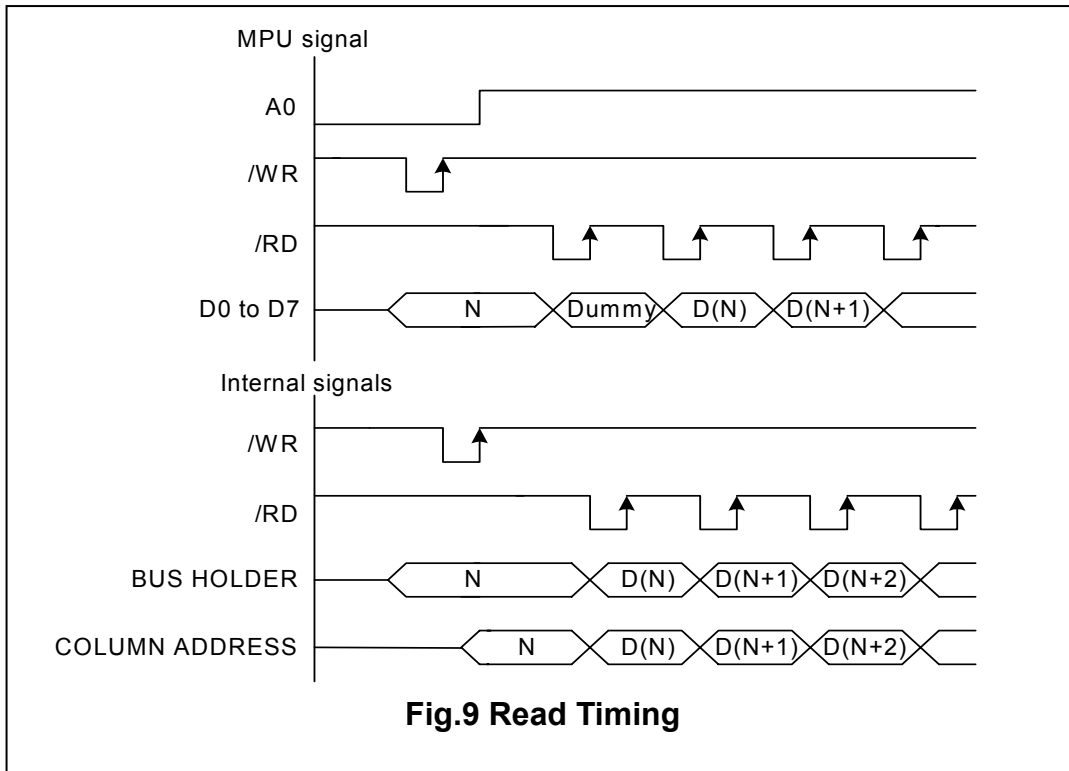 MPU signal
A0
/WR
/RD
D0 to D7 N Dummy D(N) D(N+1)
Internal signals
/WR
/RD
BUS HOLDER N D(N) D(N+1) D(N+2)
COLUMN ADDRESS N D(N) D(N+1) D(N+2)
Fig.9 Read Timing